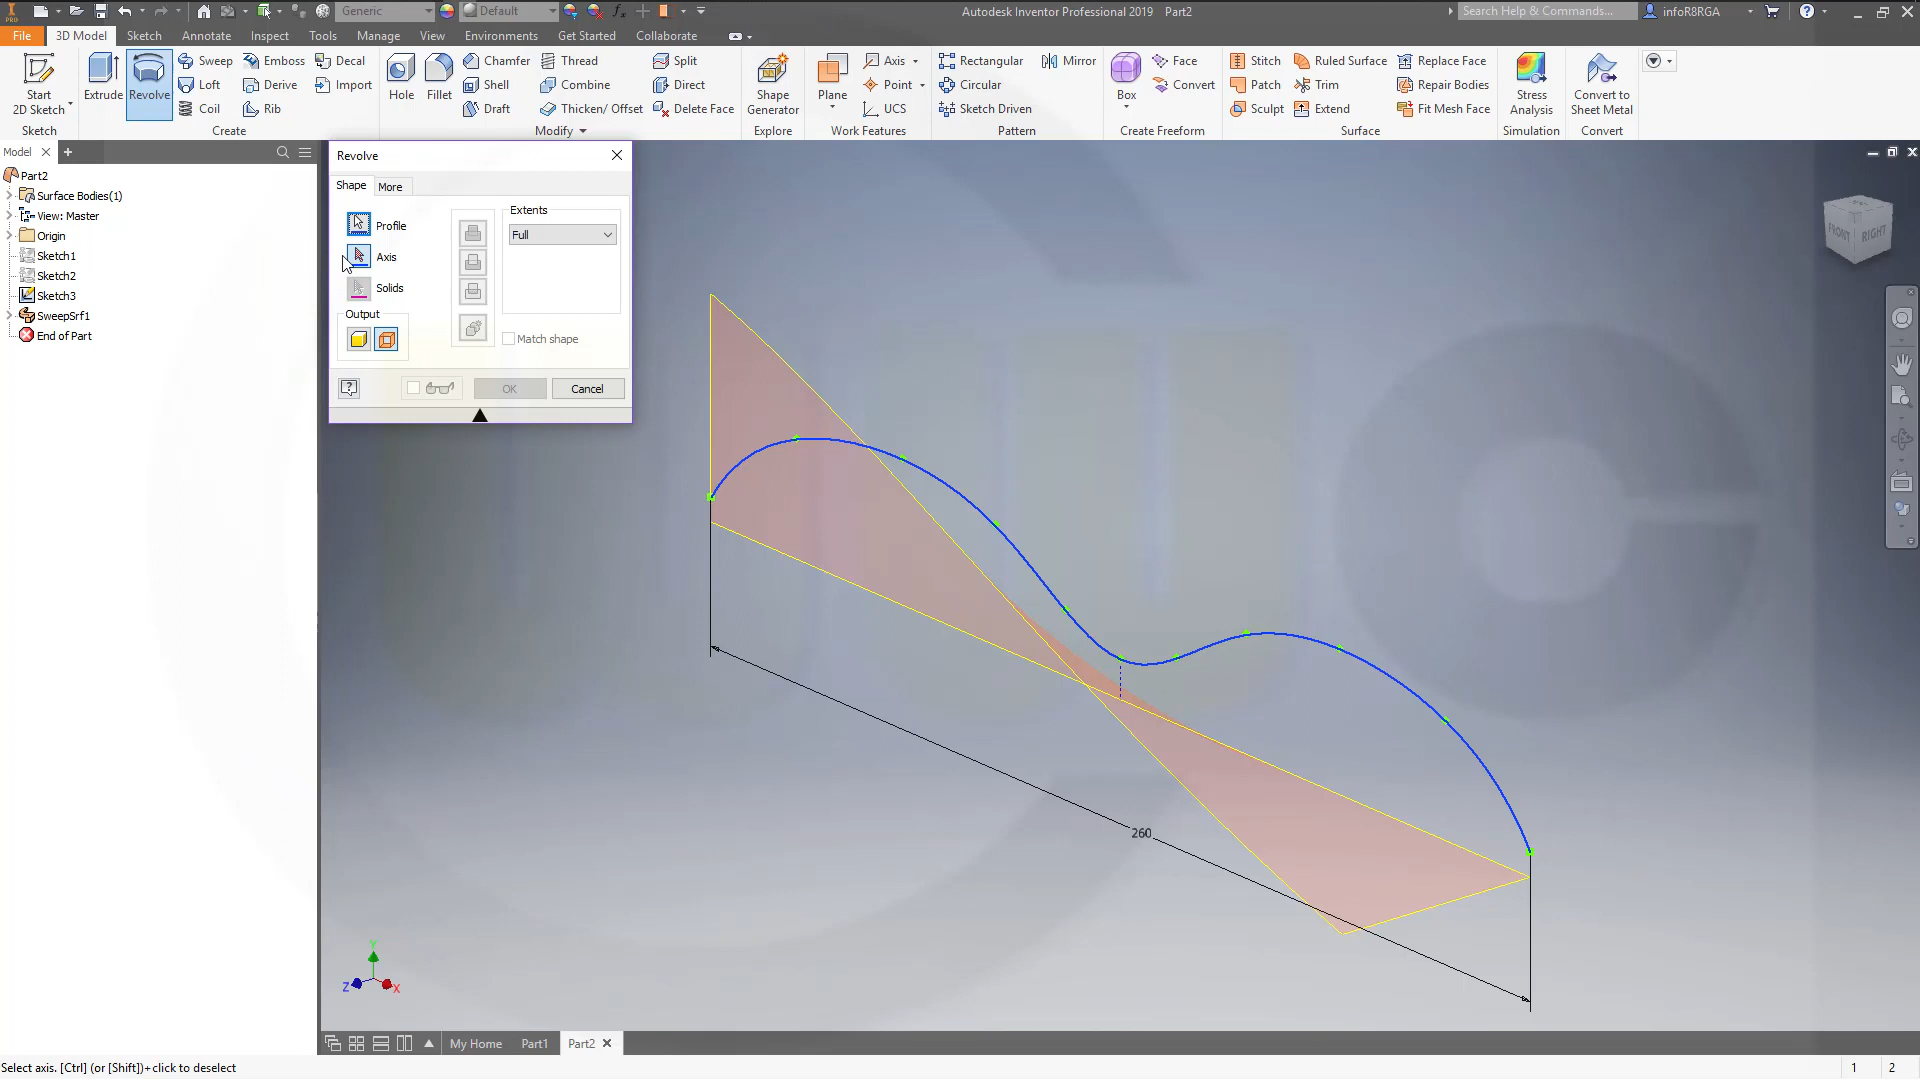 PRO
Generic
Default
Autodesk Inventor Professional 2019 Part2
Search Help & Commands...
infoR8RGA
File
3D Model
Sketch
Annotate
Inspect
Tools
Manage
View
Environments
Get Started
Collaborate
Start
2D Sketch
Extrude
Revolve
Sweep
Loft
Coil
Emboss
Derive
Rib
Decal
Import
Hole
Fillet
Chamfer
Shell
Draft
Thread
Combine
Thicken/ Offset
Split
Direct
Delete Face
Shape
Generator
Plane
Axis
Point
UCS
Rectangular
Circular
Sketch Driven
Mirror
Box
Face
Convert
Stitch
Patch
Sculpt
Ruled Surface
Trim
Extend
Replace Face
Repair Bodies
Fit Mesh Face
Stress
Analysis
Convert to
Sheet Metal
Sketch
Create
Modify
Explore
Work Features
Pattern
Create Freeform
Surface
Simulation
Convert
Model
Part2
Surface Bodies(1)
View: Master
Origin
Sketch1
Sketch2
Sketch3
SweepSrf1
End of Part
Revolve
Shape
More
Profile
Axis
Solids
Output
Extents
Full
Match shape
OK
Cancel
FRONT
RIGHT
260
Y
Z
X
My Home
Part1
Part2
Select axis. [Ctrl] (or [Shift])+click to deselect
1
2